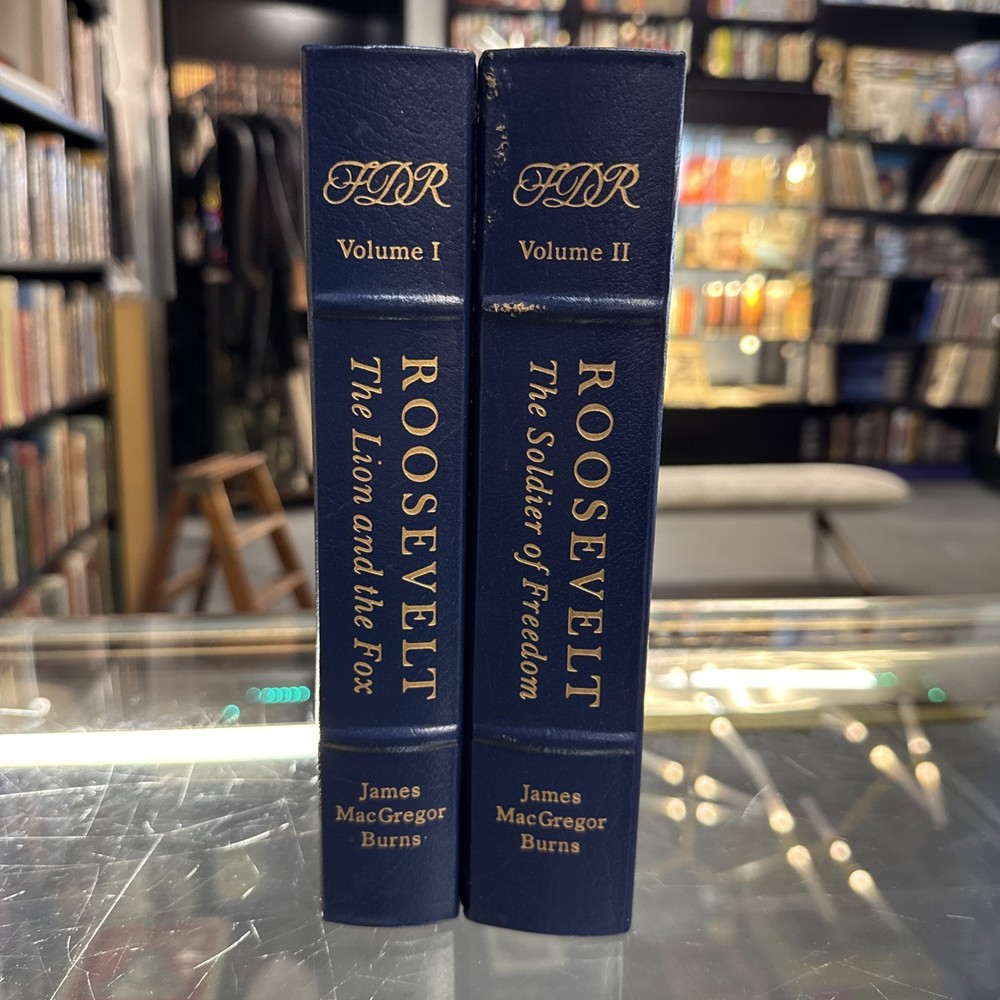 FDR
Volume I
ROOSEVELT
The Lion and the Fox
James
MacGregor
Burns
FDR
Volume II
ROOSEVELT
The Soldier of Freedom
James
MacGregor
Burns